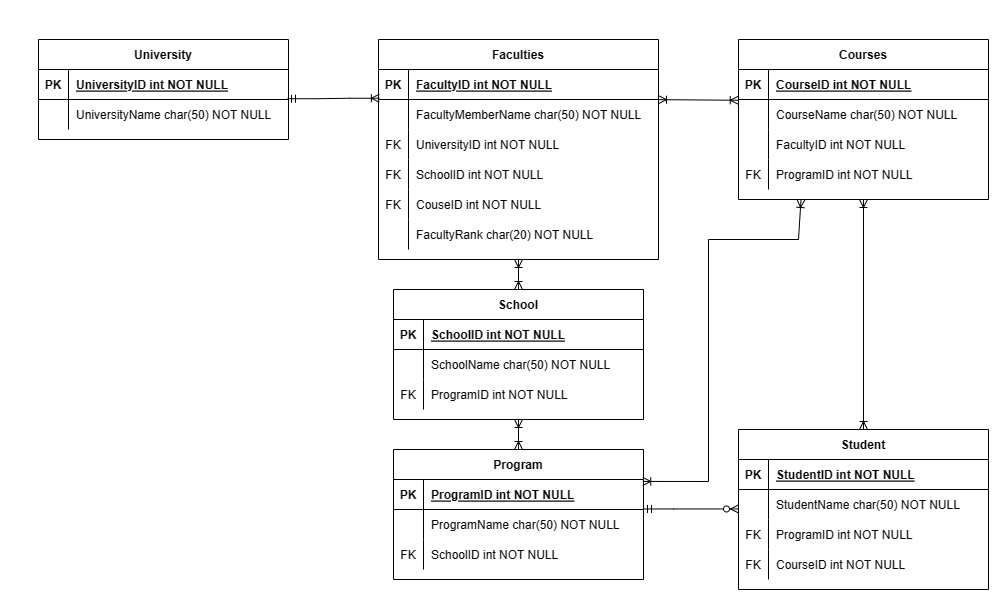 University
PK UniversityID int NOT NULL
UniversityName char(50) NOT NULL
Faculties
PK FacultyID int NOT NULL
FacultyMemberName char(50) NOT NULL
FK UniversityID int NOT NULL
FK SchoolID int NOT NULL
FK CouseID int NOT NULL
FacultyRank char(20) NOT NULL
Courses
PK CourseID int NOT NULL
CourseName char(50) NOT NULL
FacultyID int NOT NULL
FK ProgramID int NOT NULL
School
PK SchoolID int NOT NULL
SchoolName char(50) NOT NULL
FK ProgramID int NOT NULL
Program
PK ProgramID int NOT NULL
ProgramName char(50) NOT NULL
FK SchoolID int NOT NULL
Student
PK StudentID int NOT NULL
StudentName char(50) NOT NULL
FK ProgramID int NOT NULL
FK CourseID int NOT NULL